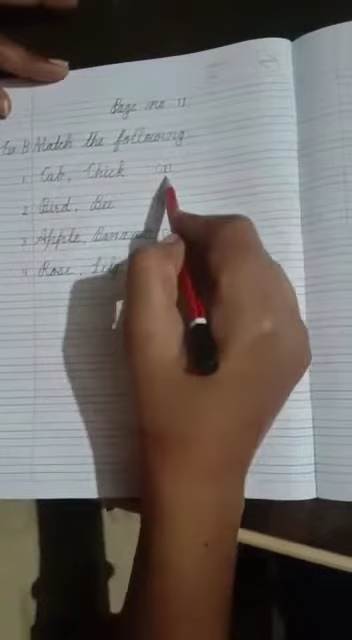 Page no 11
Ex B Match the following
1 Cub, Chick
2 Bird, Bee
3 Apple, Banana
4 Rose, Lily